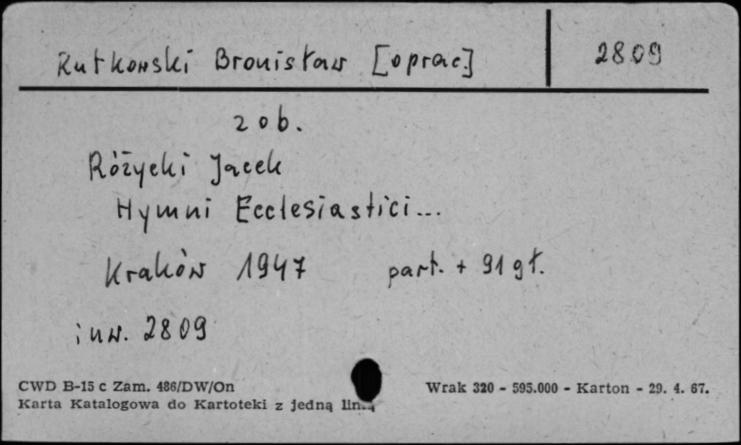 Rutkowski Bronisław [oprac.] 2809
zob.
Różycki Jacek
Hymni Ecclesiastici...
Kraków 1947 part. + 91 gł.
inw. 2809
CWD B-15 c Zam. 486/DW/On Wrak 320 - 595.000 - Karton - 29. 4. 67.
Karta Katalogowa do Kartoteki z jedną linią